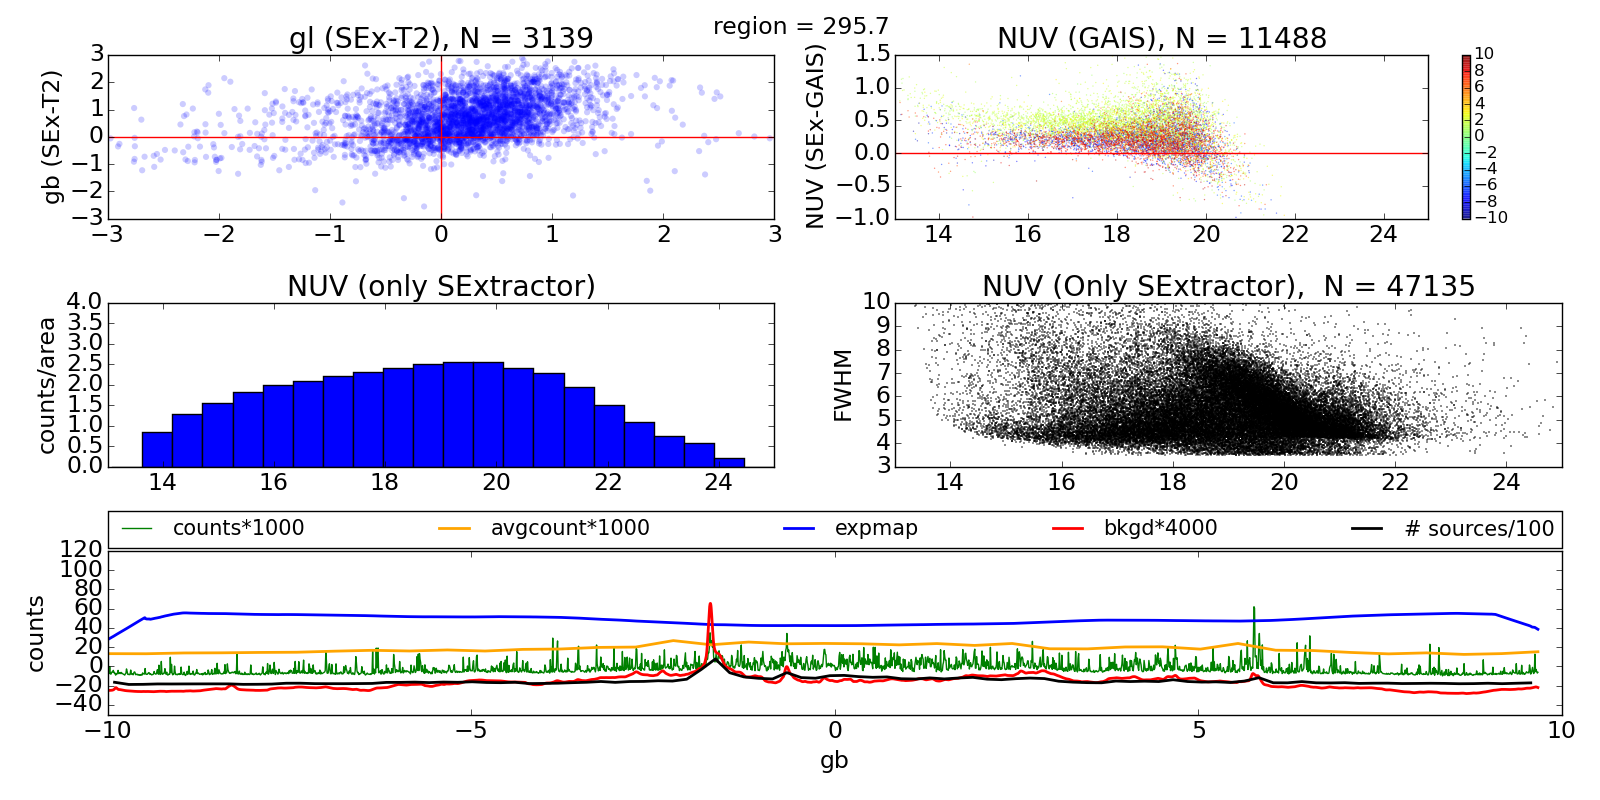 region = 295.7
gl (SEx-T2), N = 3139
gb (SEx-T2)
3
2
1
0
−1
−2
−3
−3 −2 −1 0 1 2 3
NUV (GAIS), N = 11488
NUV (SEx-GAIS)
1.5
1.0
0.5
0.0
−0.5
−1.0
14 16 18 20 22 24
10
8
6
4
2
0
−2
−4
−6
−8
−10
NUV (only SExtractor)
counts/area
4.0
3.5
3.0
2.5
2.0
1.5
1.0
0.5
0.0
14 16 18 20 22 24
NUV (Only SExtractor),  N = 47135
FWHM
10
9
8
7
6
5
4
3
14 16 18 20 22 24
counts*1000 avgcount*1000 expmap bkgd*4000 # sources/100
counts
120
100
80
60
40
20
0
−20
−40
−10 −5 0 5 10
gb